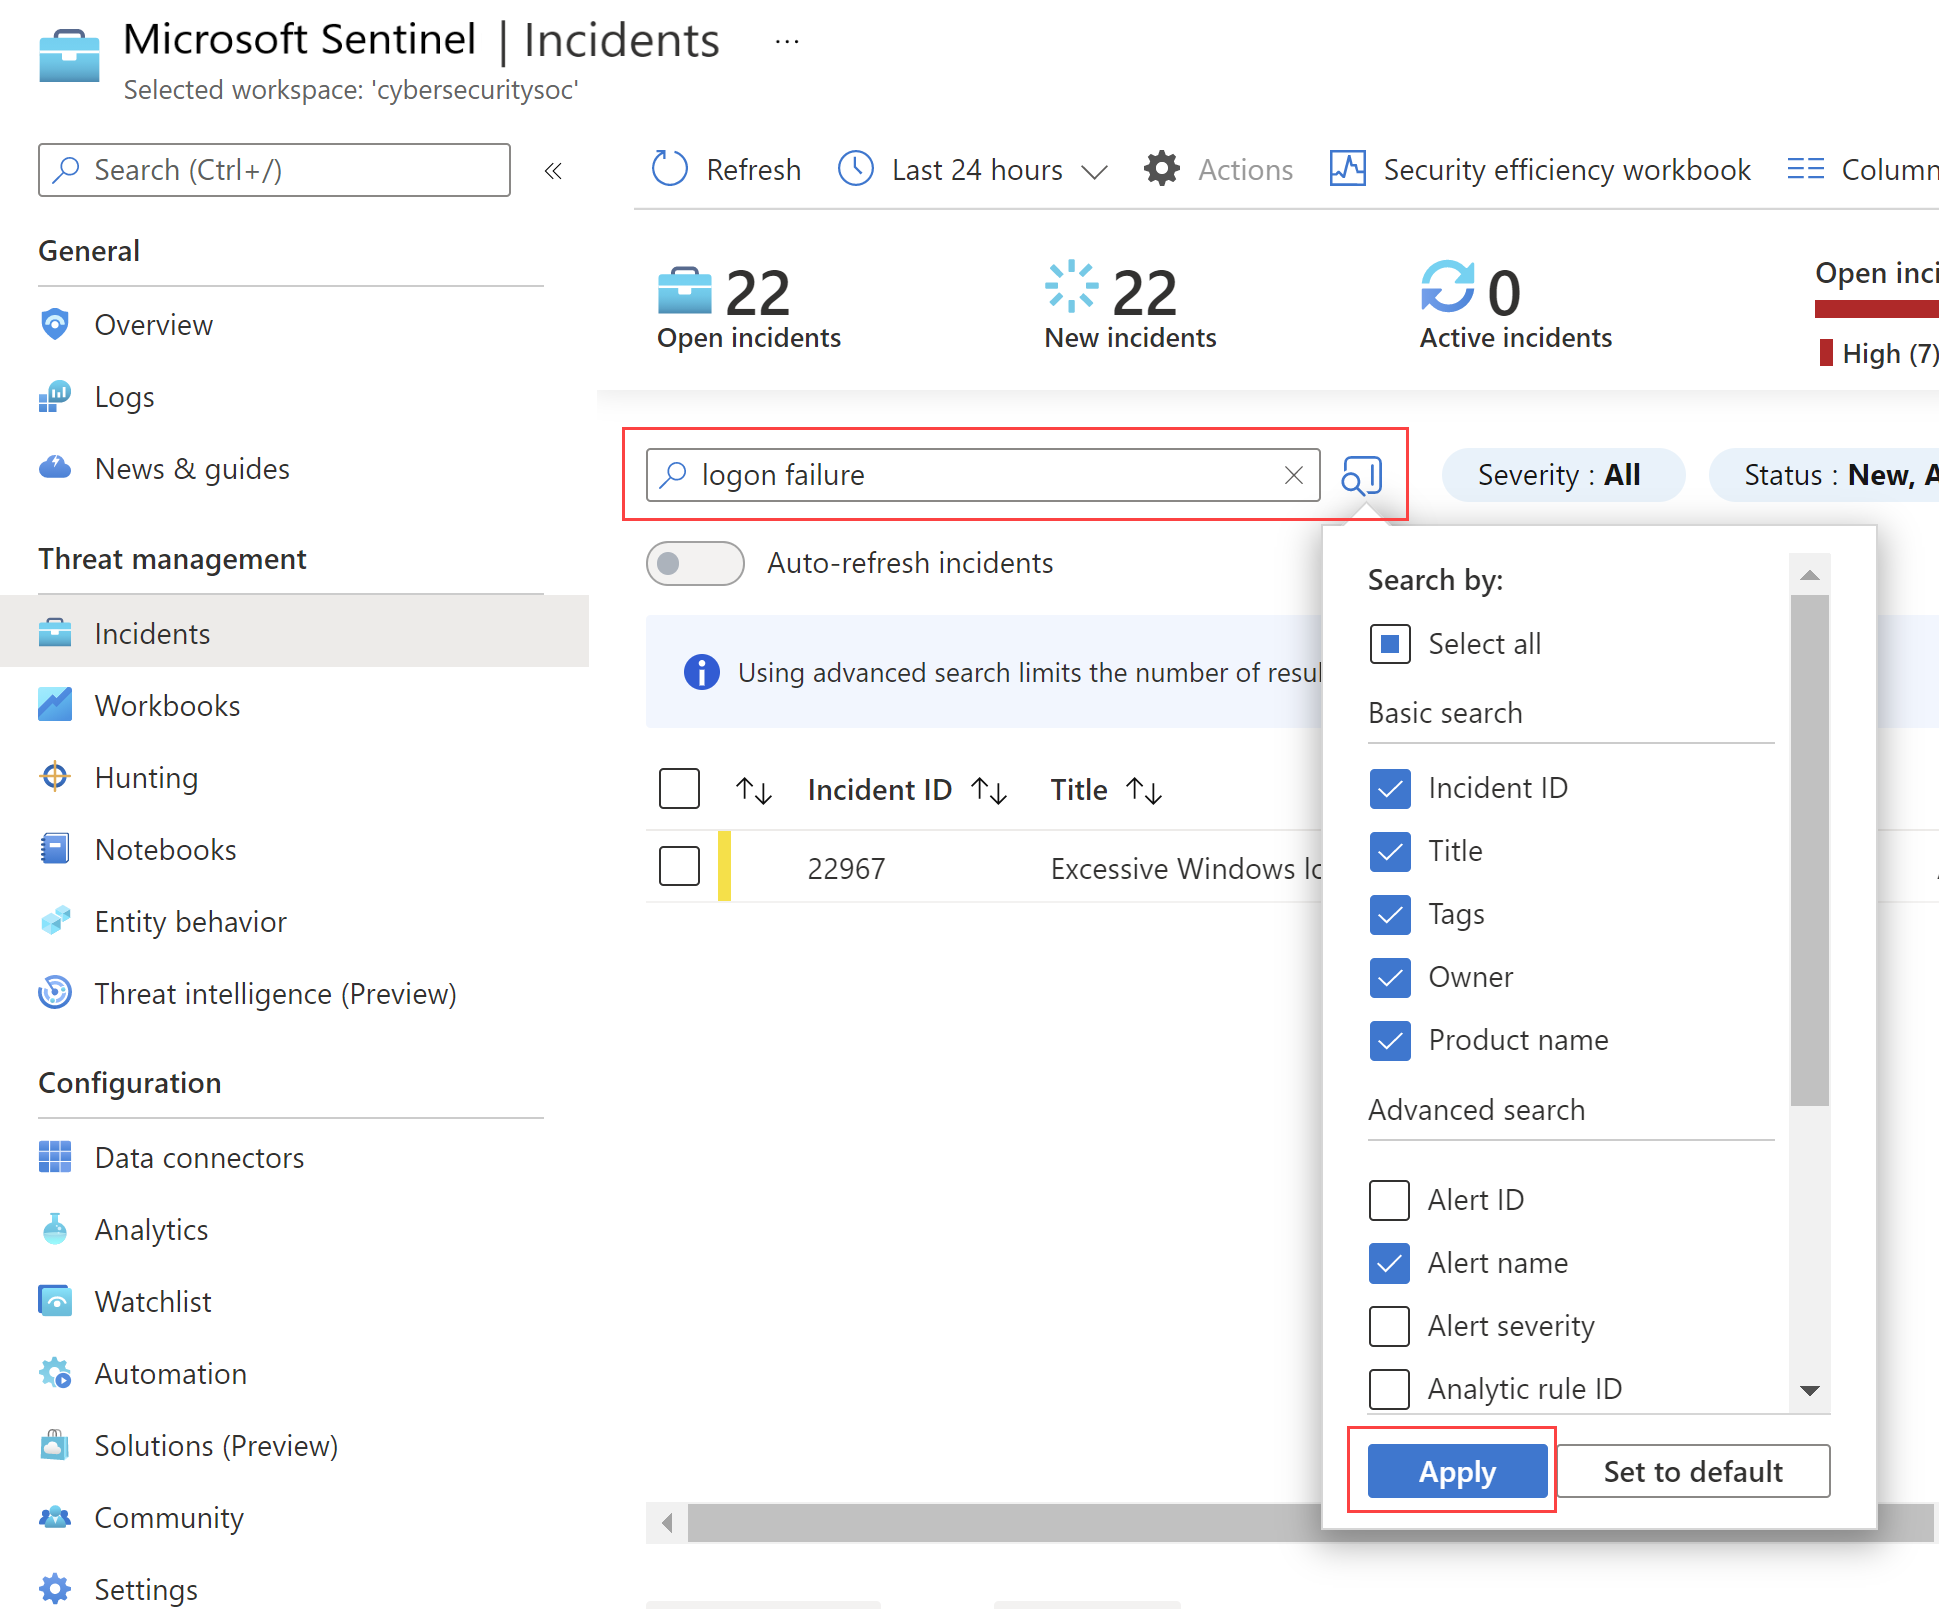 Microsoft Sentinel | Incidents ...
Selected workspace: 'cybersecuritysoc'
Search (Ctrl+/)
«
General
Overview
Logs
News & guides
Threat management
Incidents
Workbooks
Hunting
Notebooks
Entity behavior
Threat intelligence (Preview)
Configuration
Data connectors
Analytics
Watchlist
Automation
Solutions (Preview)
Community
Settings
Refresh Last 24 hours Actions Security efficiency workbook Column
22 Open incidents
22 New incidents
0 Active incidents
Open inci
High (7)
logon failure
Severity : All Status : New, A
Auto-refresh incidents
Using advanced search limits the number of resul
Incident ID Title
22967 Excessive Windows lo
Search by:
Select all
Basic search
Incident ID
Title
Tags
Owner
Product name
Advanced search
Alert ID
Alert name
Alert severity
Analytic rule ID
Apply Set to default